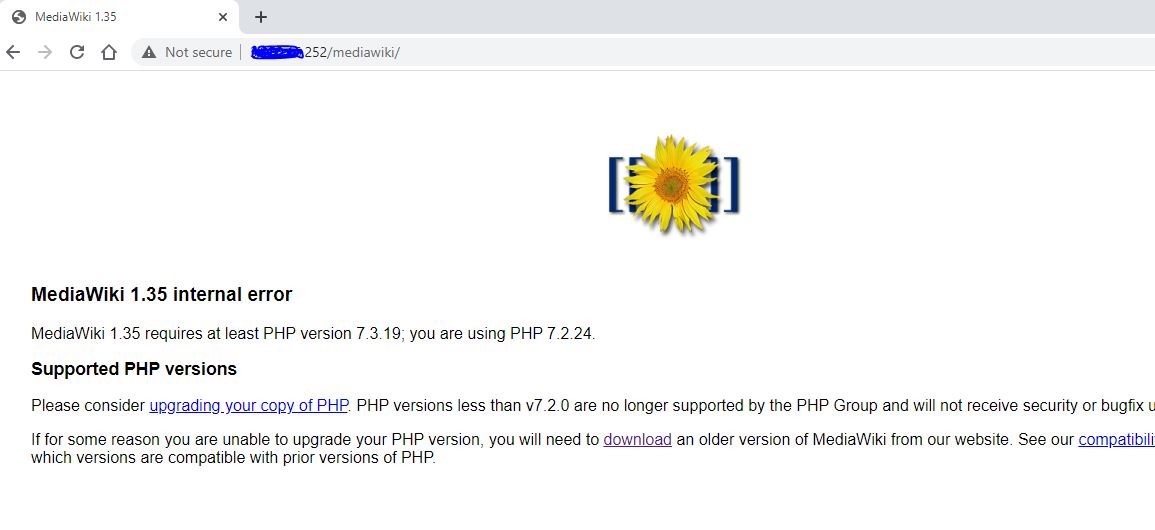 MediaWiki 1.35
Not secure
252/mediawiki/
MediaWiki 1.35 internal error
MediaWiki 1.35 requires at least PHP version 7.3.19; you are using PHP 7.2.24.
Supported PHP versions
Please consider upgrading your copy of PHP. PHP versions less than v7.2.0 are no longer supported by the PHP Group and will not receive security or bugfix u
If for some reason you are unable to upgrade your PHP version, you will need to download an older version of MediaWiki from our website. See our compatibili
which versions are compatible with prior versions of PHP.